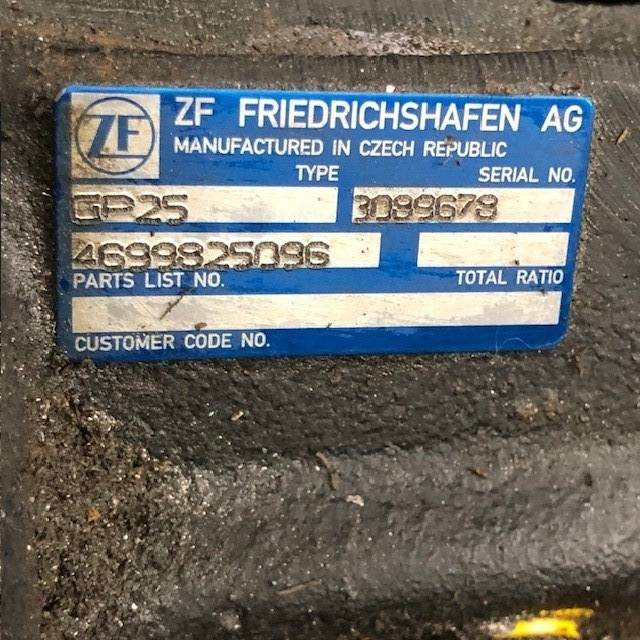 ZF
ZF FRIEDRICHSHAFEN AG
MANUFACTURED IN CZECH REPUBLIC
TYPE SERIAL NO.
GP25 3089678
4699825096
PARTS LIST NO. TOTAL RATIO
CUSTOMER CODE NO.